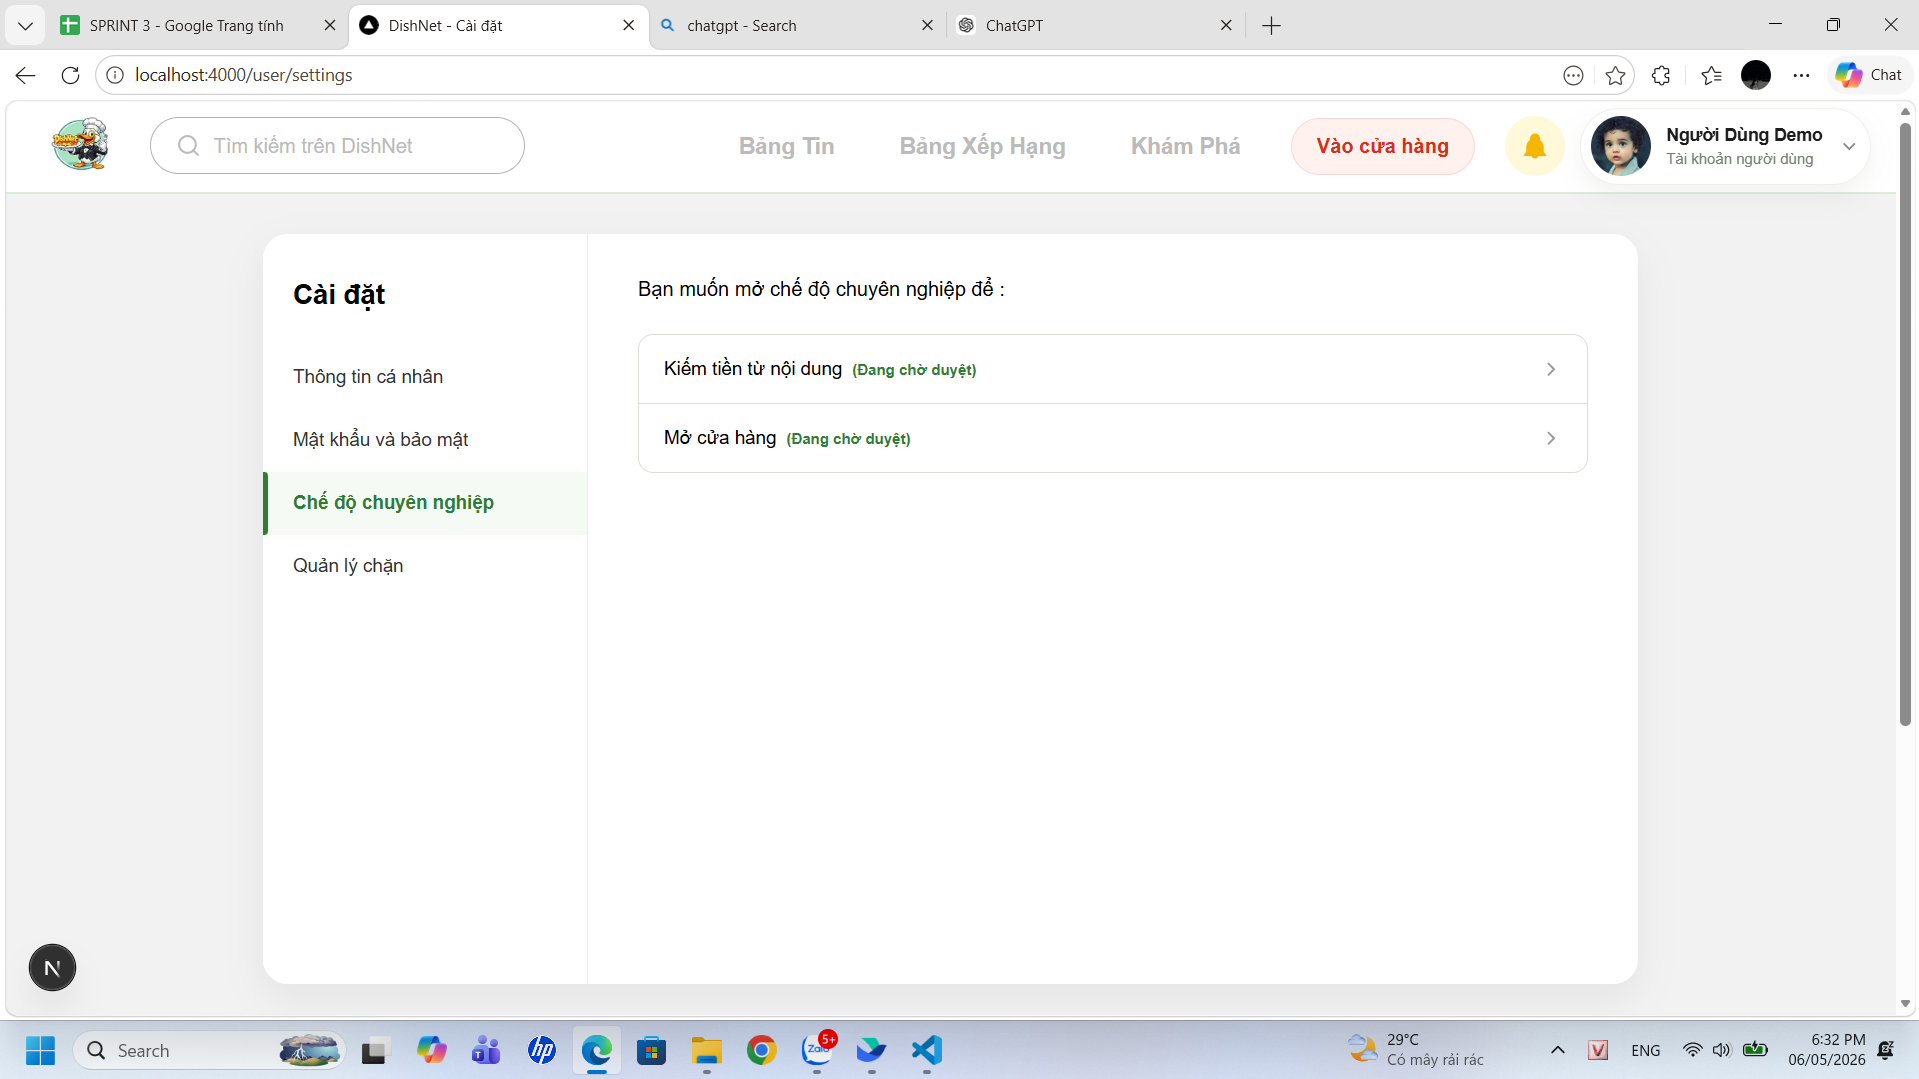 SPRINT 3 - Google Trang tính
DishNet - Cài đặt
chatgpt - Search
ChatGPT
localhost:4000/user/settings
Chat
Tìm kiếm trên DishNet
Bảng Tin
Bảng Xếp Hạng
Khám Phá
Vào cửa hàng
Người Dùng Demo
Tài khoản người dùng
Cài đặt
Thông tin cá nhân
Mật khẩu và bảo mật
Chế độ chuyên nghiệp
Quản lý chặn
Bạn muốn mở chế độ chuyên nghiệp để :
Kiếm tiền từ nội dung (Đang chờ duyệt)
Mở cửa hàng (Đang chờ duyệt)
N
Search
hp
Zalo
5+
29°C
Có mây rải rác
V
ENG
6:32 PM
06/05/2026